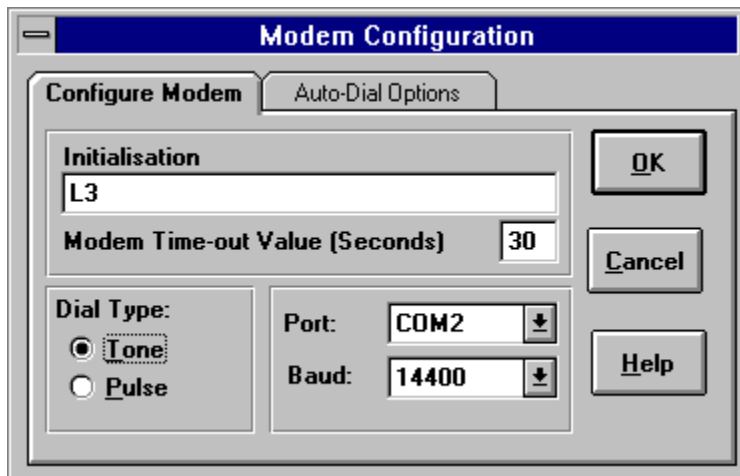 Modem Configuration
Configure Modem
Auto-Dial Options
Initialisation
L3
Modem Time-out Value (Seconds) 30
Dial Type:
Tone
Pulse
Port: COM2
Baud: 14400
OK
Cancel
Help